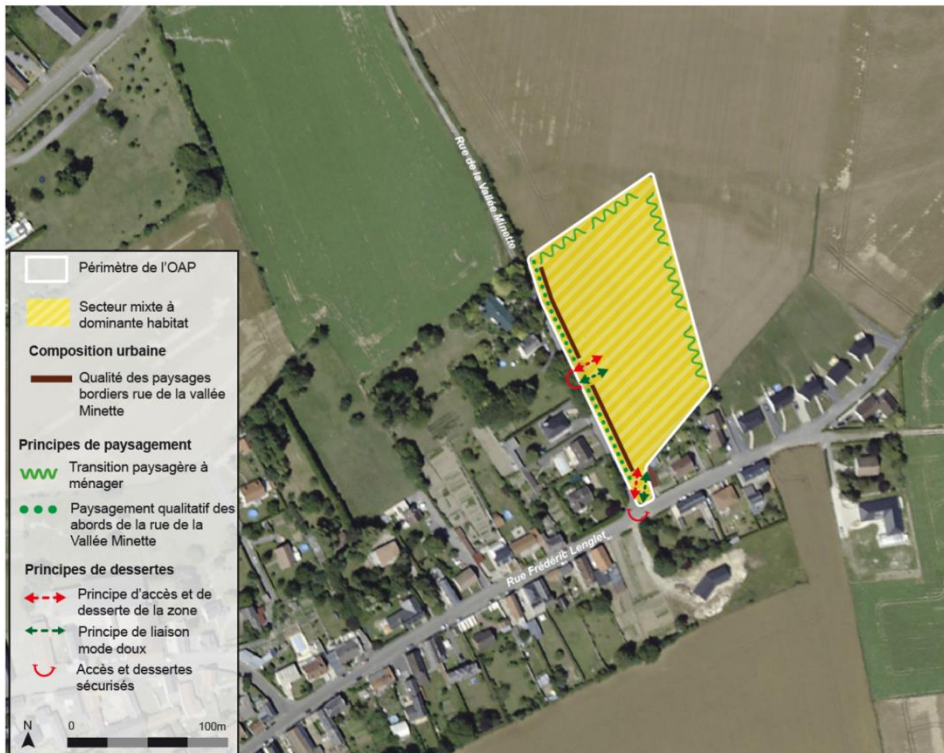 Rue de la Vallée Minette
Périmètre de l'OAP
Secteur mixte à
dominante habitat
Composition urbaine
Qualité des paysages
bordiers rue de la vallée
Minette
Principes de paysagement
Transition paysagère à
ménager
Paysagement qualitatif des
abords de la rue de la
Vallée Minette
Principes de dessertes
Principe d'accès et de
desserte de la zone
Principe de liaison
mode doux
Accès et dessertes
sécurisés
N
0 100m
Rue Frédéric Lenglet